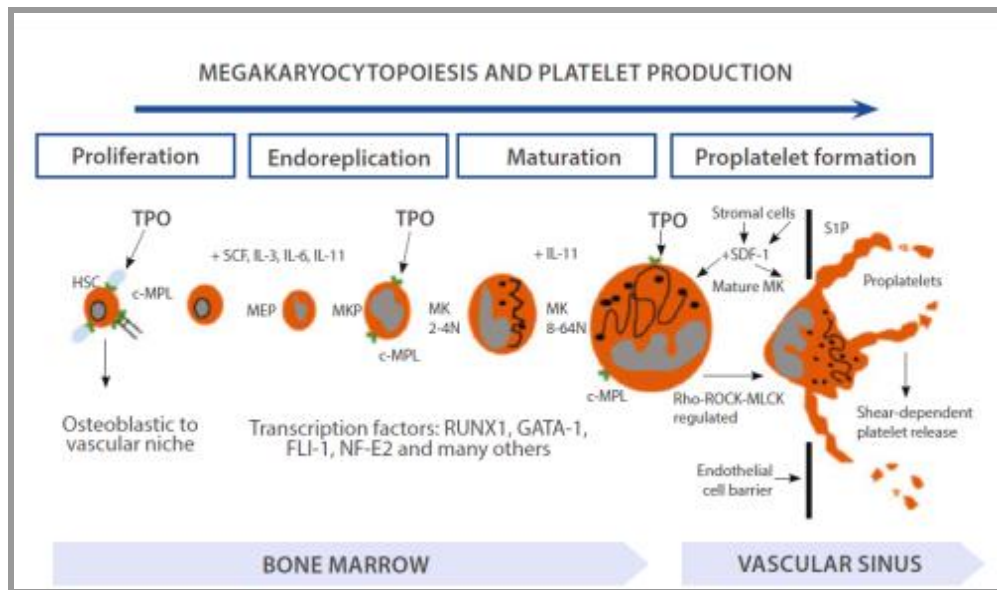 MEGAKARYOCYTOPOIESIS AND PLATELET PRODUCTION
Proliferation
Endoreplication
Maturation
Proplatelet formation
TPO
TPO
TPO
Stromal cells
S1P
+ SCF, IL-3, IL-6, IL-11
+ IL-11
+SDF-1
HSC
c-MPL
Mature MK
Proplatelets
MEP
MKP
MK
2-4N
MK
8-64N
c-MPL
c-MPL
Rho-ROCK-MLCK
regulated
Shear-dependent
platelet release
Osteoblastic to
vascular niche
Transcription factors: RUNX1, GATA-1,
FLI-1, NF-E2 and many others
Endothelial
cell barrier
BONE MARROW
VASCULAR SINUS